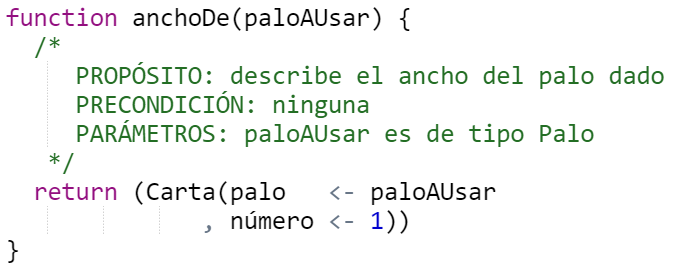 function anchoDe(paloAUsar) {
/*
PROPÓSITO: describe el ancho del palo dado
PRECONDICIÓN: ninguna
PARÁMETROS: paloAUsar es de tipo Palo
*/
return (Carta(palo <- paloAUsar
, número <- 1))
}